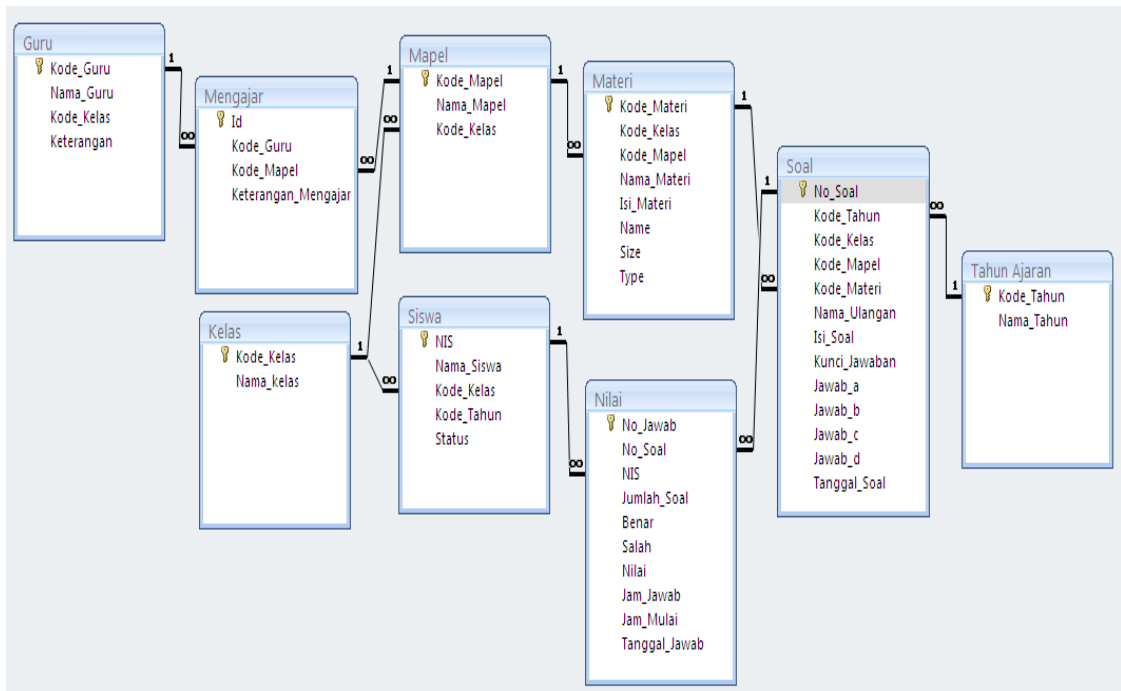 Guru
Kode_Guru
Nama_Guru
Kode_Kelas
Keterangan
1
∞
Mengajar
Id
Kode_Guru
Kode_Mapel
Keterangan_Mengajar
1
∞
∞
Mapel
Kode_Mapel
Nama_Mapel
Kode_Kelas
1
∞
Materi
Kode_Materi
Kode_Kelas
Kode_Mapel
Nama_Materi
Isi_Materi
Name
Size
Type
1
1
∞
Soal
No_Soal
Kode_Tahun
Kode_Kelas
Kode_Mapel
Kode_Materi
Nama_Ulangan
Isi_Soal
Kunci_Jawaban
Jawab_a
Jawab_b
Jawab_c
Jawab_d
Tanggal_Soal
∞
1
Tahun Ajaran
Kode_Tahun
Nama_Tahun
Kelas
Kode_Kelas
Nama_kelas
1
∞
Siswa
NIS
Nama_Siswa
Kode_Kelas
Kode_Tahun
Status
1
∞
Nilai
No_Jawab
No_Soal
NIS
Jumlah_Soal
Benar
Salah
Nilai
Jam_Jawab
Jam_Mulai
Tanggal_Jawab
∞